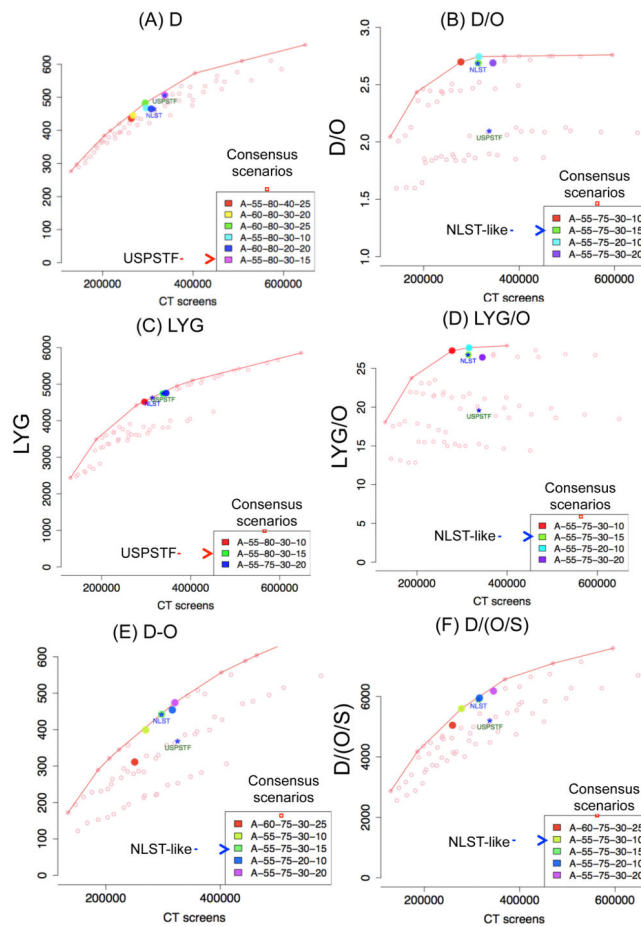 (A) D
0 100 200 300 400 500 600
USPSTF
NLST
Consensus
scenarios
A-55-80-40-25
A-60-80-30-20
A-60-80-30-25
A-55-80-30-10
A-60-80-20-20
A-55-80-30-15
USPSTF
200000 400000 600000
CT screens
(B) D/O
D/O
1.0 1.5 2.0 2.5 3.0
NLST
USPSTF
Consensus
scenarios
NLST-like
A-55-75-30-10
A-55-75-30-15
A-55-75-20-10
A-55-75-30-20
200000 400000 600000
CT screens
(C) LYG
LYG
0 1000 2000 3000 4000 5000 6000
NLST
USPSTF
Consensus
scenarios
USPSTF
A-55-80-30-10
A-55-80-30-15
A-55-75-30-20
200000 400000 600000
CT screens
(D) LYG/O
LYG/O
0 5 10 15 20 25
NLST
USPSTF
Consensus
scenarios
NLST-like
A-55-75-30-10
A-55-75-30-15
A-55-75-20-10
A-55-75-30-20
200000 400000 600000
CT screens
(E) D-O
0 100 200 300 400 500 600
NLST
USPSTF
Consensus
scenarios
NLST-like
A-60-75-30-25
A-55-75-30-10
A-55-75-30-15
A-55-75-20-10
A-55-75-30-20
200000 400000
CT screens
(F) D/(O/S)
D/(O/S)
0 2000 4000 6000
NLST
USPSTF
Consensus
scenarios
NLST-like
A-60-75-30-25
A-55-75-30-10
A-55-75-30-15
A-55-75-20-10
A-55-75-30-20
200000 400000 600000
CT screens